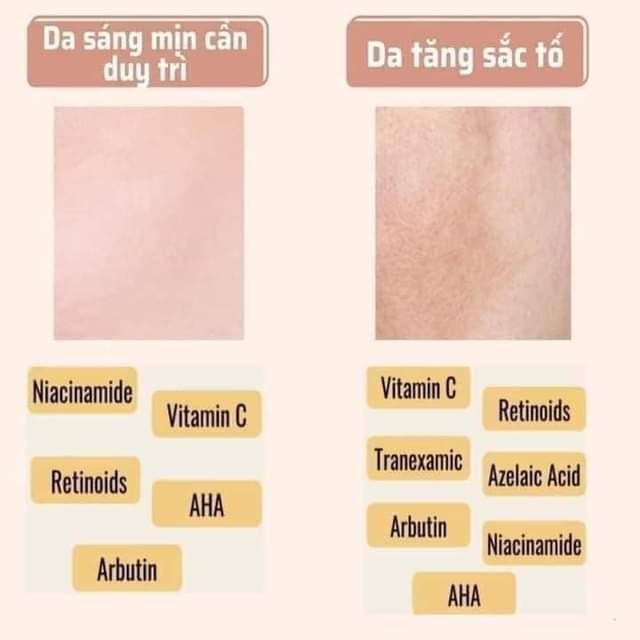 Da sáng mịn cần
duy trì
Niacinamide
Vitamin C
Retinoids
AHA
Arbutin
Da tăng sắc tố
Vitamin C
Retinoids
Tranexamic
Azelaic Acid
Arbutin
Niacinamide
AHA